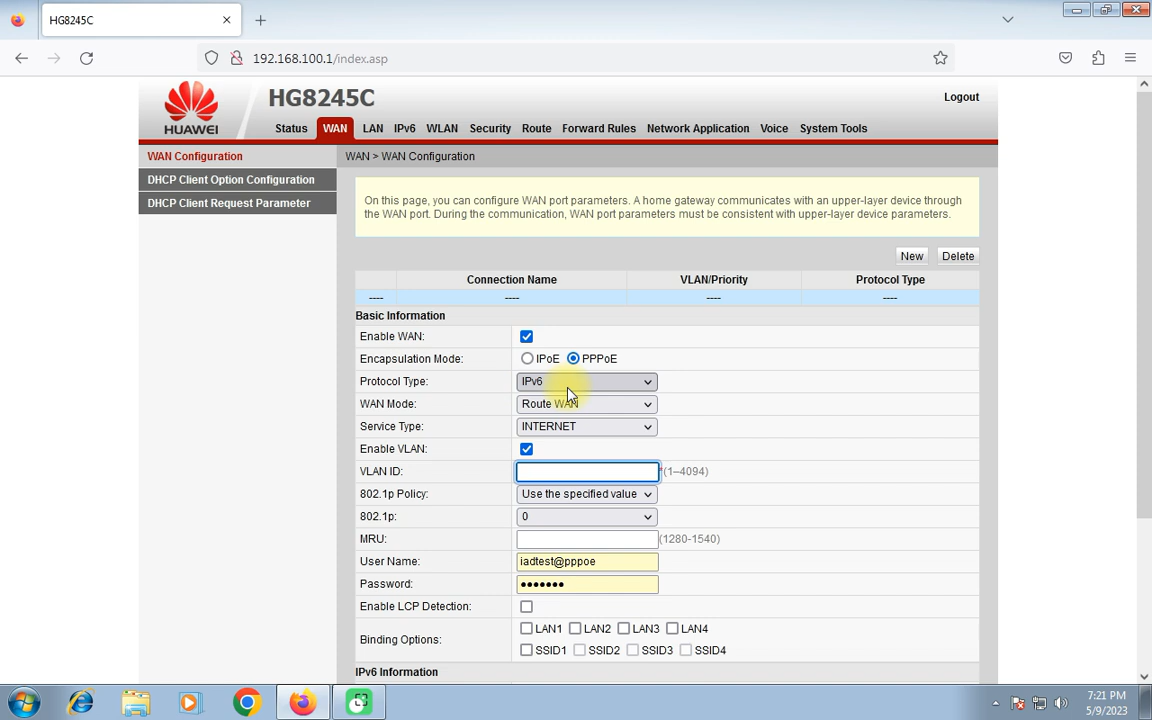 HG8245C
192.168.100.1/index.asp
HUAWEI
HG8245C
Logout
Status WAN LAN IPv6 WLAN Security Route Forward Rules Network Application Voice System Tools
WAN Configuration
DHCP Client Option Configuration
DHCP Client Request Parameter
WAN > WAN Configuration
On this page, you can configure WAN port parameters. A home gateway communicates with an upper-layer device through
the WAN port. During the communication, WAN port parameters must be consistent with upper-layer device parameters.
New Delete
Connection Name VLAN/Priority Protocol Type
---- ---- ---- ----
Basic Information
Enable WAN:
Encapsulation Mode: IPoE PPPoE
Protocol Type: IPv6
WAN Mode: Route WAN
Service Type: INTERNET
Enable VLAN:
VLAN ID: *(1–4094)
802.1p Policy: Use the specified value
802.1p: 0
MRU: (1280-1540)
User Name: iadtest@pppoe
Password: •••••••
Enable LCP Detection:
Binding Options: LAN1 LAN2 LAN3 LAN4
SSID1 SSID2 SSID3 SSID4
IPv6 Information
7:21 PM
5/9/2023